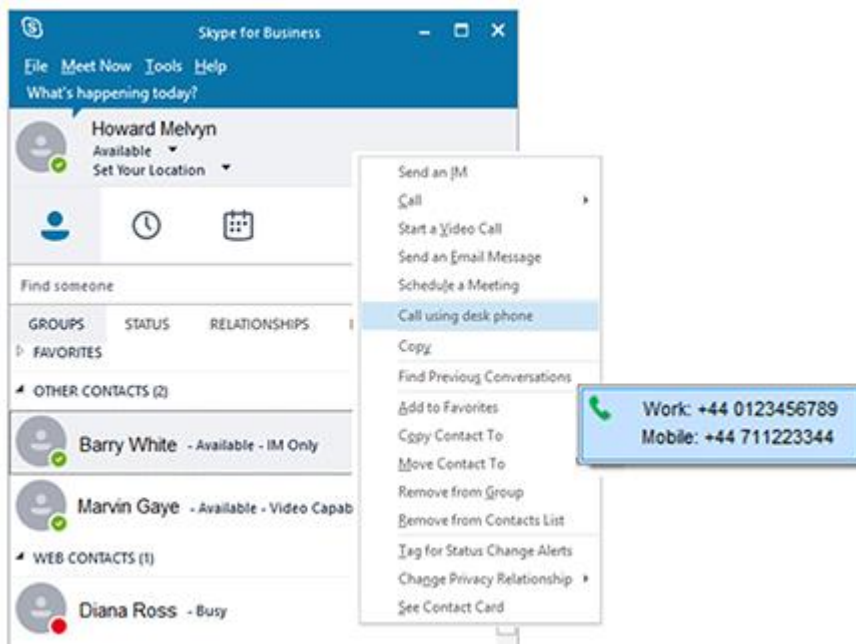 Skype for Business
File Meet Now Tools Help
What's happening today?
Howard Melvyn
Available
Set Your Location
Find someone
GROUPS STATUS RELATIONSHIPS
FAVORITES
OTHER CONTACTS (2)
Barry White - Available - IM Only
Marvin Gaye - Available - Video Capab
WEB CONTACTS (1)
Diana Ross - Busy
Send an IM
Call
Start a Video Call
Send an Email Message
Schedule a Meeting
Call using desk phone
Copy
Find Previous Conversations
Add to Favorites
Copy Contact To
Move Contact To
Remove from Group
Remove from Contacts List
Tag for Status Change Alerts
Change Privacy Relationship
See Contact Card
Work: +44 0123456789
Mobile: +44 711223344